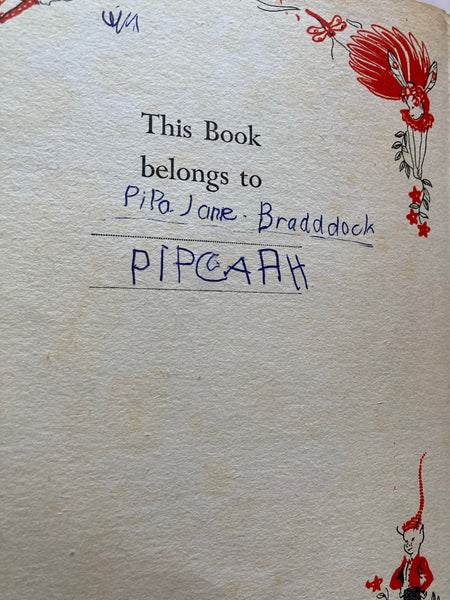 This Book
belongs to
PiPa Jane. Bradddock
PIPCAAH